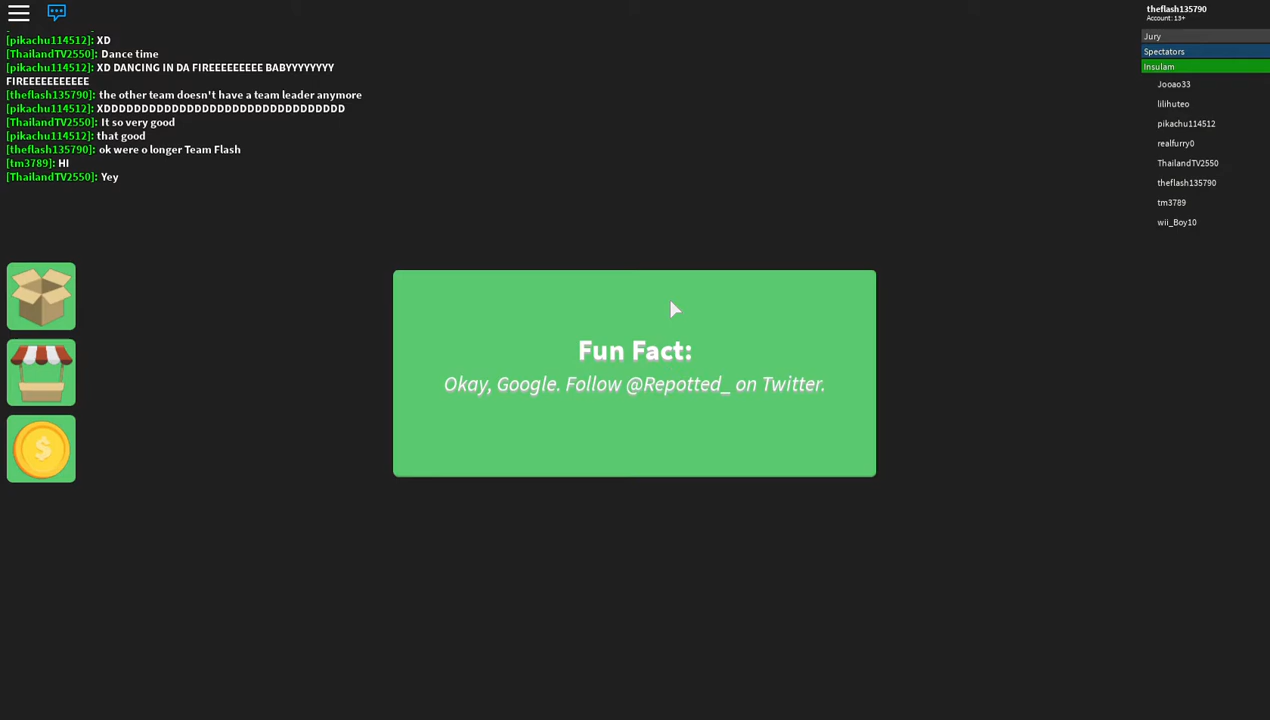 [pikachu114512]: XD
[ThailandTV2550]: Dance time
[pikachu114512]: XD DANCING IN DA FIREEEEEEEEE BABYYYYYYYY
FIREEEEEEEEEEE
[theflash135790]: the other team doesn't have a team leader anymore
[pikachu114512]: XDDDDDDDDDDDDDDDDDDDDDDDDDDDDDDDD
[ThailandTV2550]: It so very good
[pikachu114512]: that good
[theflash135790]: ok were o longer Team Flash
[tm3789]: HI
[ThailandTV2550]: Yey
theflash135790
Account: 13+
Jury
Spectators
Insulam
Jooao33
lilihuteo
pikachu114512
realfurry0
ThailandTV2550
theflash135790
tm3789
wii_Boy10
Fun Fact:
Okay, Google. Follow @Repotted_ on Twitter.
$